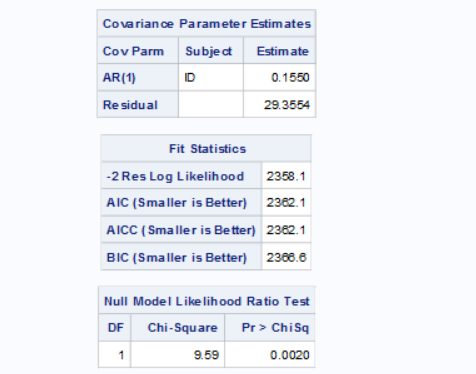 Covariance Parameter Estimates
Cov Parm Subject Estimate
AR(1) ID 0.1550
Residual 29.3554
Fit Statistics
-2 Res Log Likelihood 2358.1
AIC (Smaller is Better) 2362.1
AICC (Smaller is Better) 2362.1
BIC (Smaller is Better) 2366.6
Null Model Likelihood Ratio Test
DF Chi-Square Pr > ChiSq
1 9.59 0.0020